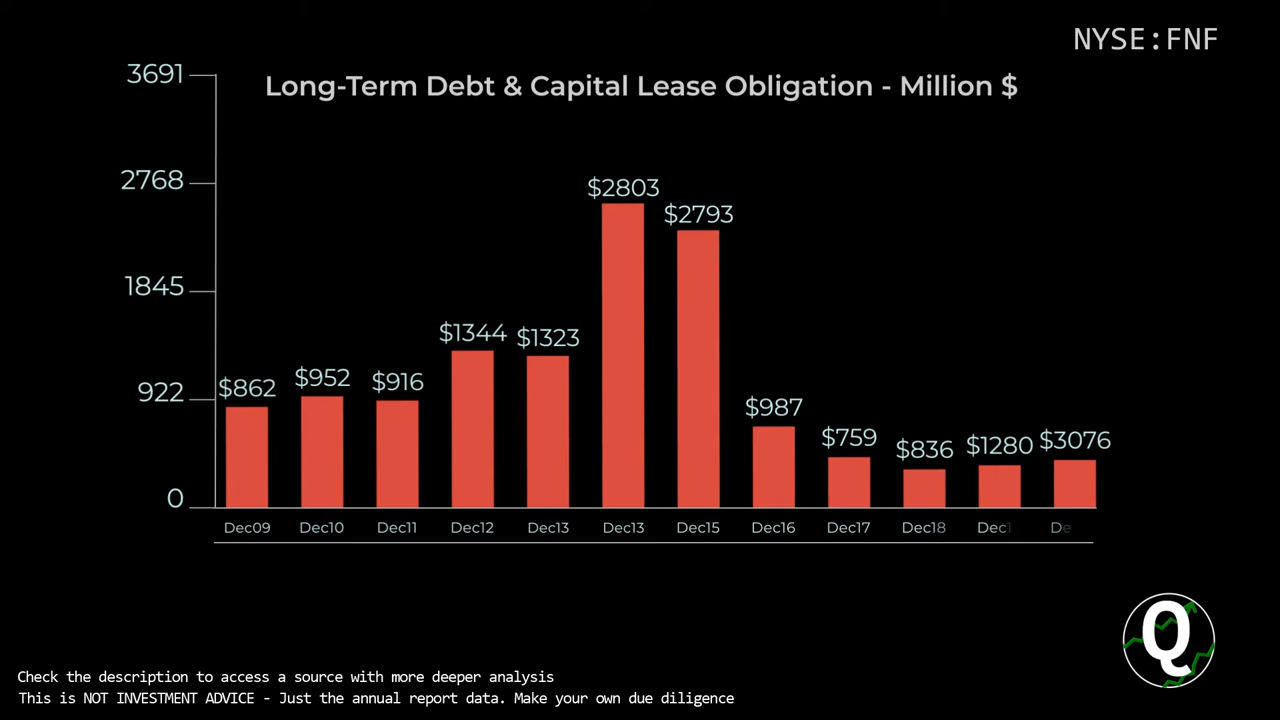 NYSE:FNF
Long-Term Debt & Capital Lease Obligation - Million $
3691
2768
1845
922
0
$862
$952
$916
$1344
$1323
$2803
$2793
$987
$759
$836
$1280
$3076
Dec09 Dec10 Dec11 Dec12 Dec13 Dec13 Dec15 Dec16 Dec17 Dec18 Dec1 De
Q
Check the description to access a source with more deeper analysis
This is NOT INVESTMENT ADVICE - Just the annual report data. Make your own due diligence